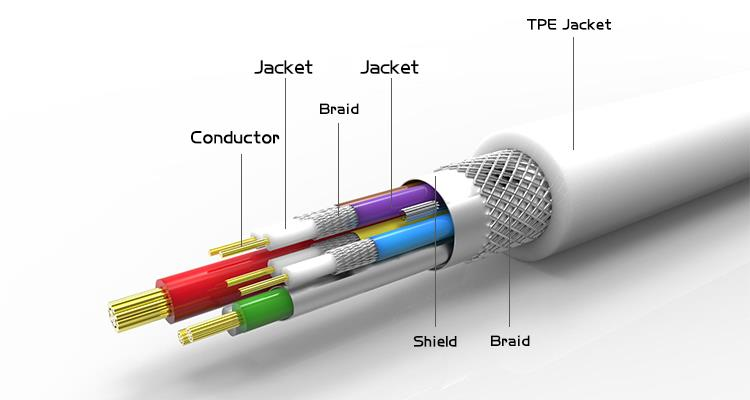 TPE Jacket
Jacket
Jacket
Braid
Conductor
Shield
Braid